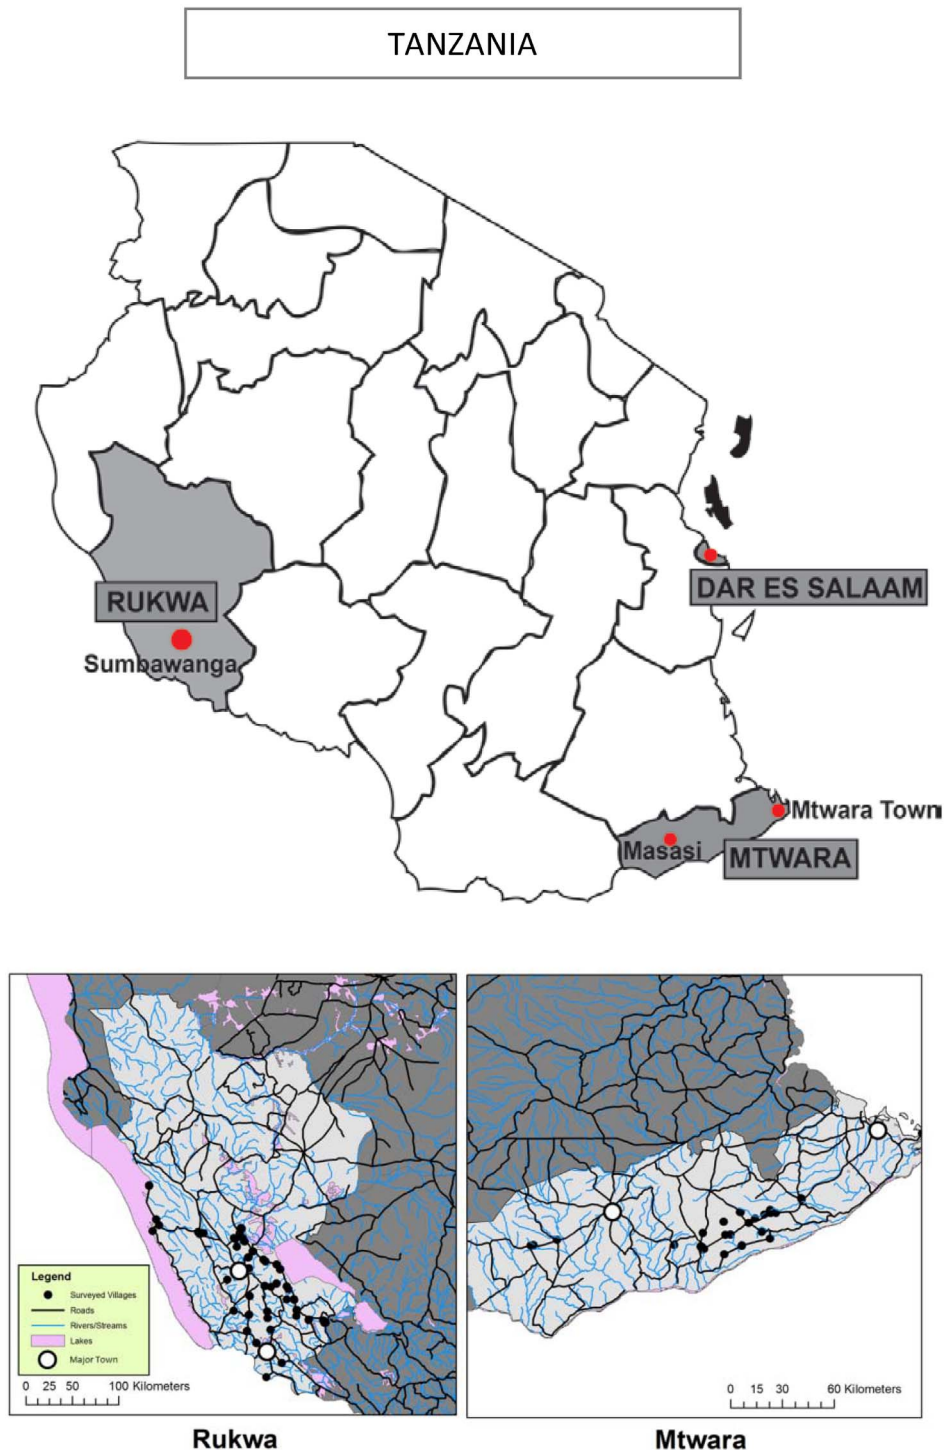 TANZANIA
RUKWA
Sumbawanga
DAR ES SALAAM
Mtwara Town
Masasi
MTWARA
Legend
Surveyed Villages
Roads
Rivers/Streams
Lakes
Major Town
0 25 50 100 Kilometers
0 15 30 60 Kilometers
Rukwa
Mtwara